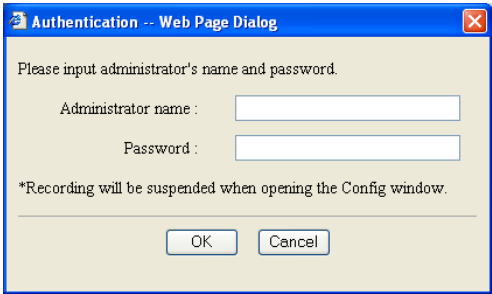 Authentication -- Web Page Dialog
Please input administrator's name and password.
Administrator name :
Password :
*Recording will be suspended when opening the Config window.
OK Cancel